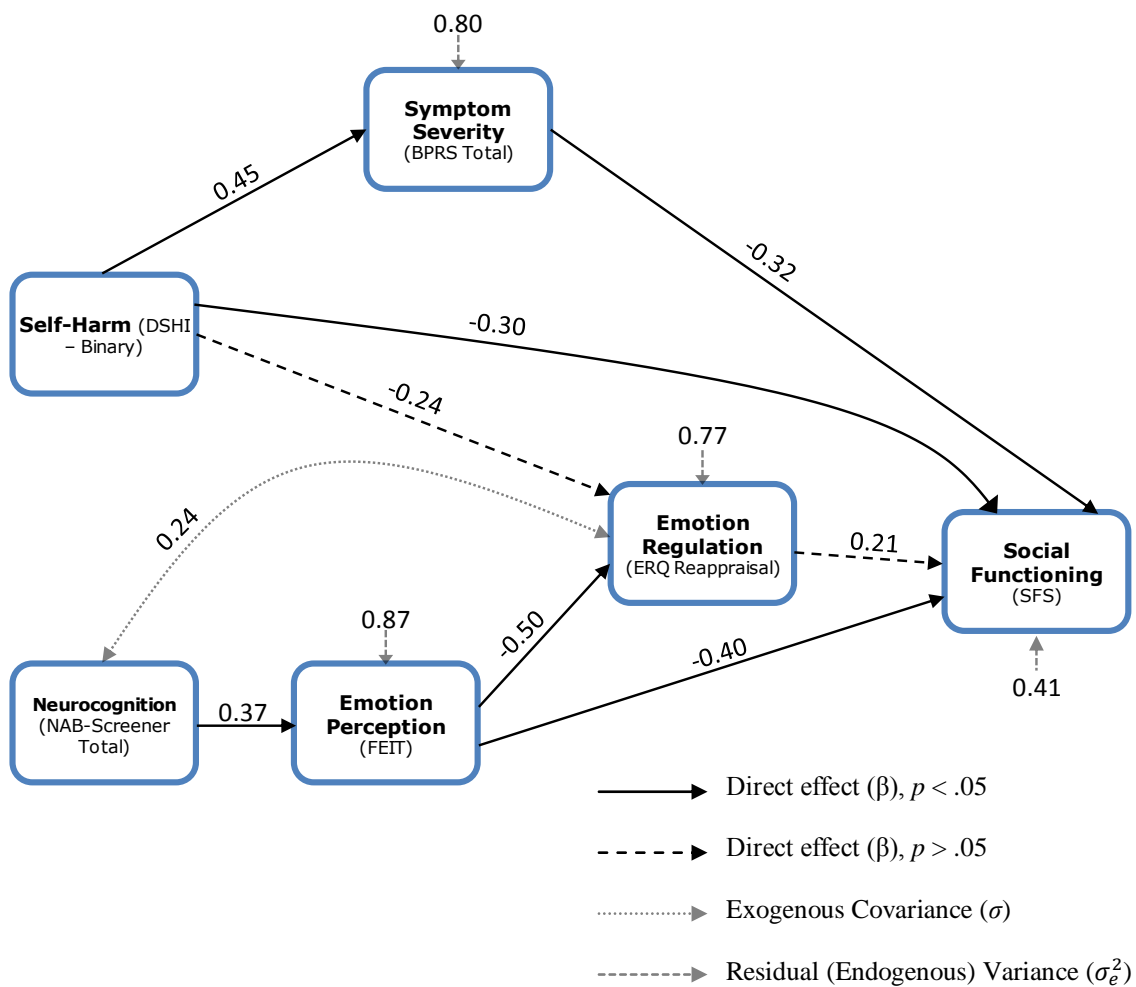 0.80
Symptom
Severity
(BPRS Total)
0.45
-0.32
Self-Harm (DSHI
– Binary)
-0.30
-0.24
0.77
0.24
Emotion
Regulation
(ERQ Reappraisal)
0.21
Social
Functioning
(SFS)
0.87
-0.50
-0.40
0.41
Neurocognition
(NAB-Screener
Total)
0.37
Emotion
Perception
(FEIT)
Direct effect (β), p < .05
Direct effect (β), p > .05
Exogenous Covariance (σ)
Residual (Endogenous) Variance (σₑ²)